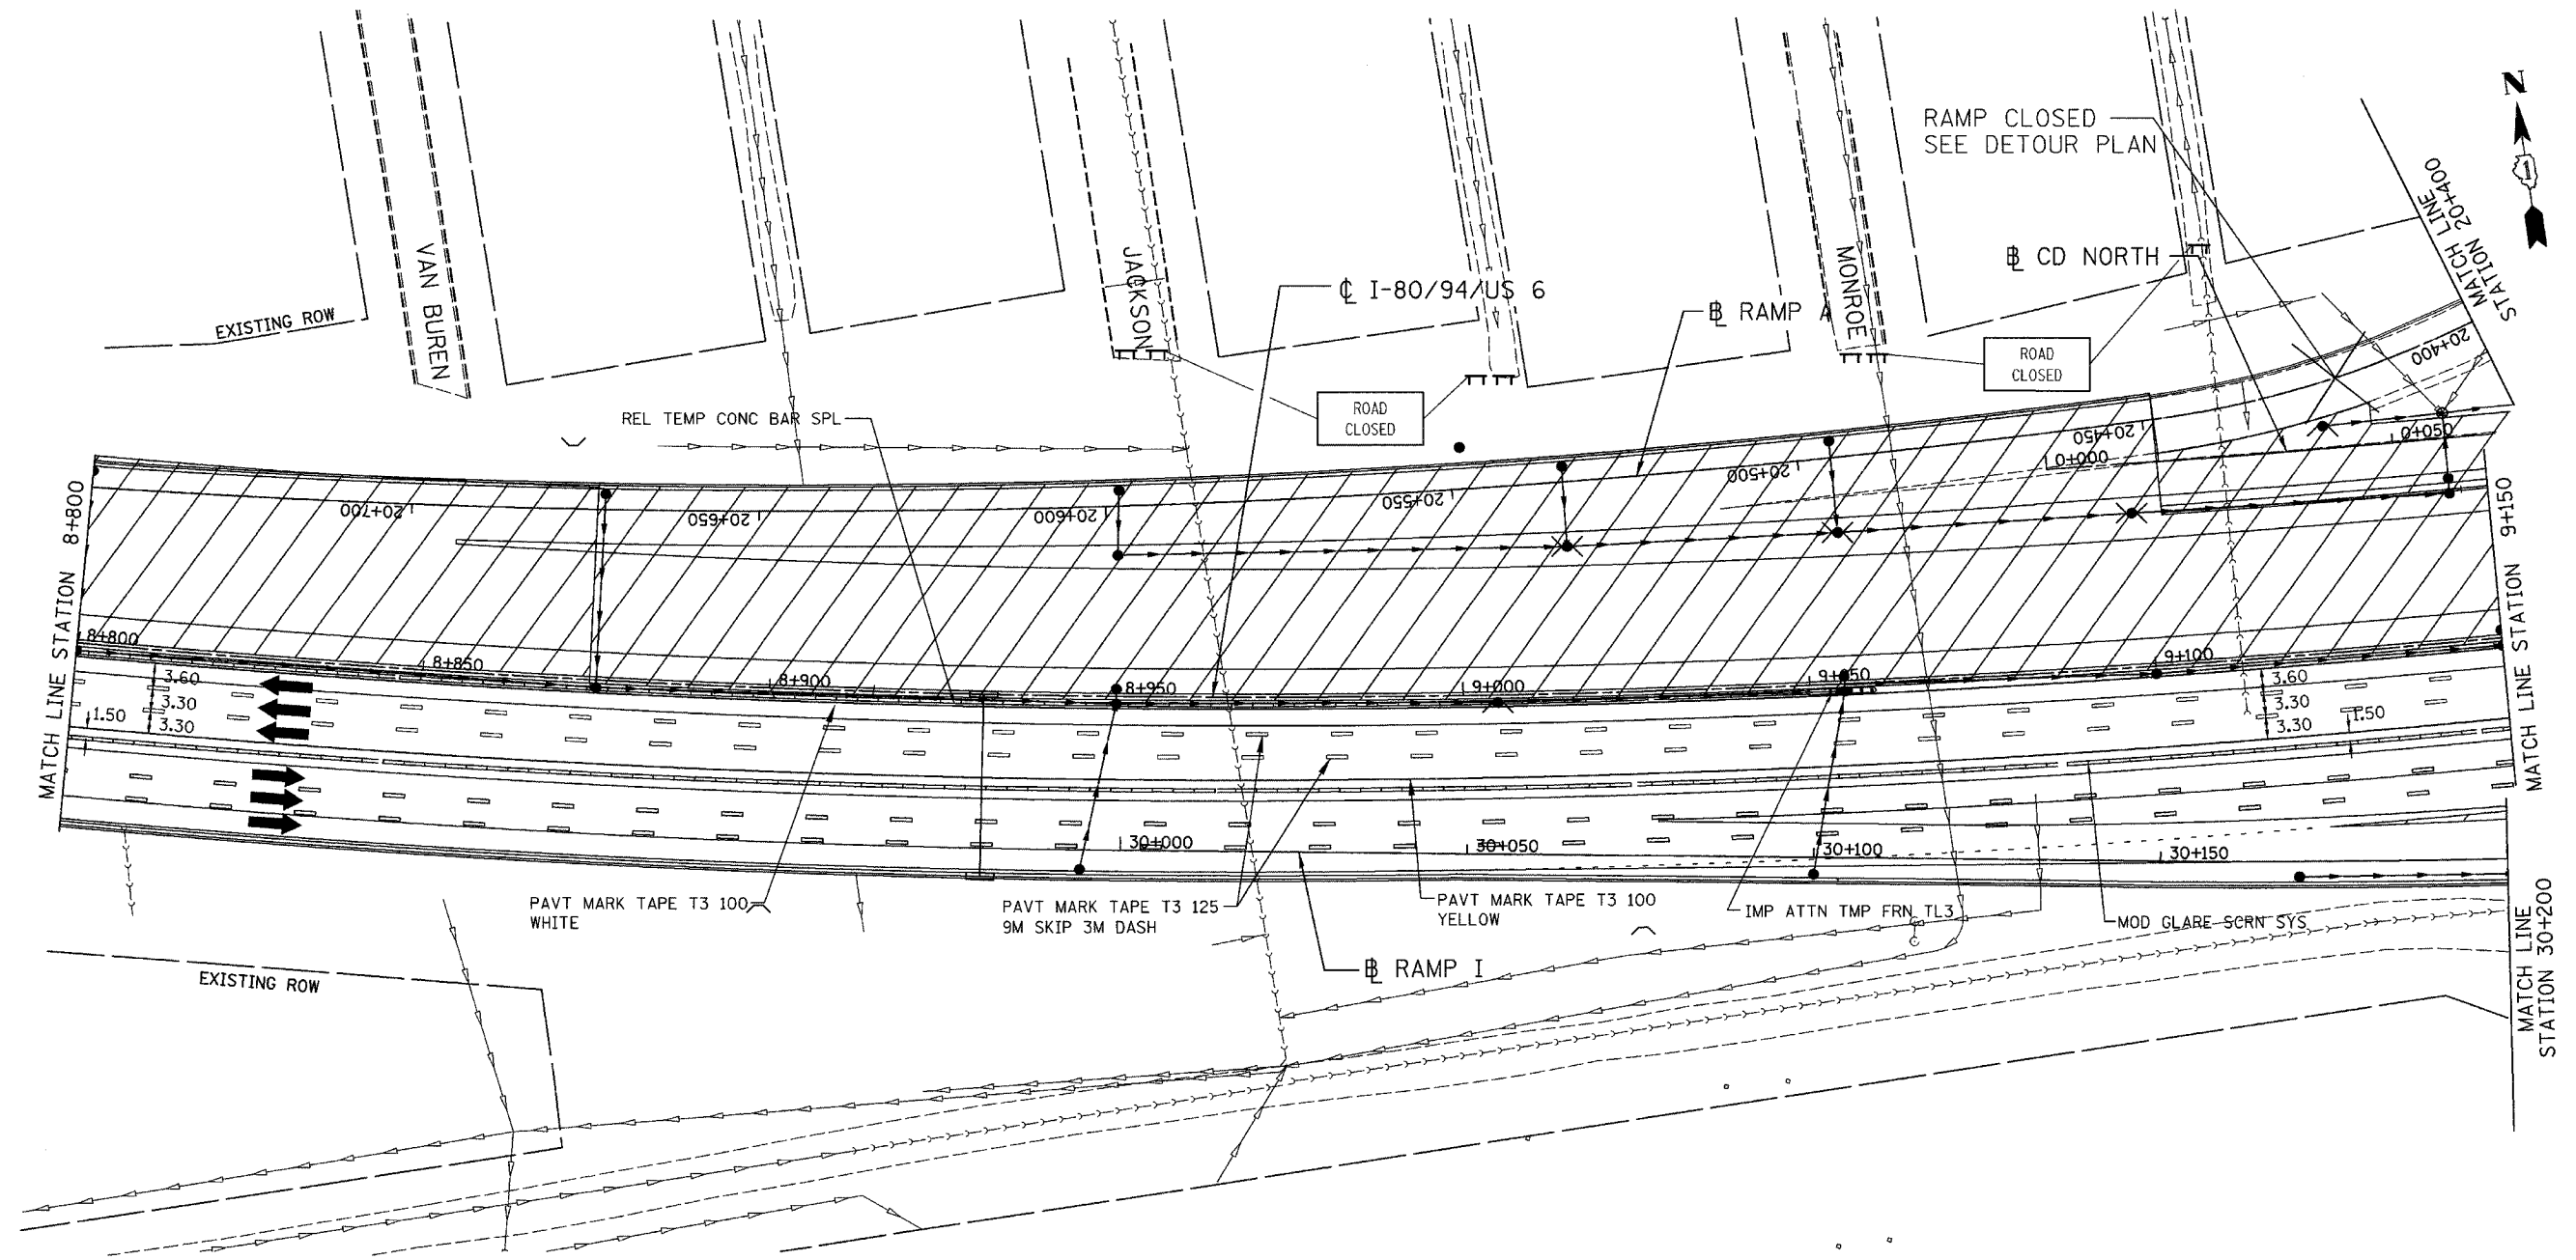 N
1
RAMP CLOSED
SEE DETOUR PLAN
MATCH LINE
STATION 20+400
VAN BUREN
JACKSON
MONROE
℄ I-80/94/US 6
B̲L̲ RAMP A
B̲L̲ CD NORTH
EXISTING ROW
ROAD
CLOSED
ROAD
CLOSED
REL TEMP CONC BAR SPL
20+400
20+450
20+500
20+550
20+600
20+650
20+700
0+000
0+050
MATCH LINE STATION 8+800
MATCH LINE STATION 9+150
8+800
8+850
8+900
8+950
9+000
9+050
9+100
3.60
3.30
3.30
1.50
3.60
3.30
3.30
1.50
30+000
30+050
30+100
30+150
PAVT MARK TAPE T3 100
WHITE
PAVT MARK TAPE T3 125
9M SKIP 3M DASH
PAVT MARK TAPE T3 100
YELLOW
IMP ATTN TMP FRN TL3
MOD GLARE SCRN SYS
B̲L̲ RAMP I
EXISTING ROW
MATCH LINE
STATION 30+200